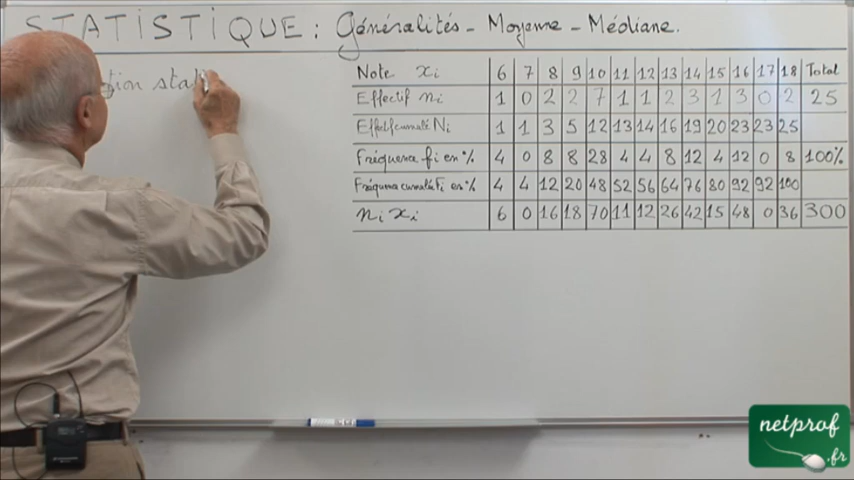 STATISTIQUE : Généralités - Moyenne - Médiane.
tion stat
Note xi 6 7 8 9 10 11 12 13 14 15 16 17 18 Total
Effectif ni 1 0 2 2 7 1 1 2 3 1 3 0 2 25
Effectif cumulé Ni 1 1 3 5 12 13 14 16 19 20 23 23 25
Fréquence fi en % 4 0 8 8 28 4 4 8 12 4 12 0 8 100%
Fréquence cumulée Fi en % 4 4 12 20 48 52 56 64 76 80 92 92 100
ni xi 6 0 16 18 70 11 12 26 42 15 48 0 36 300
netprof
.fr